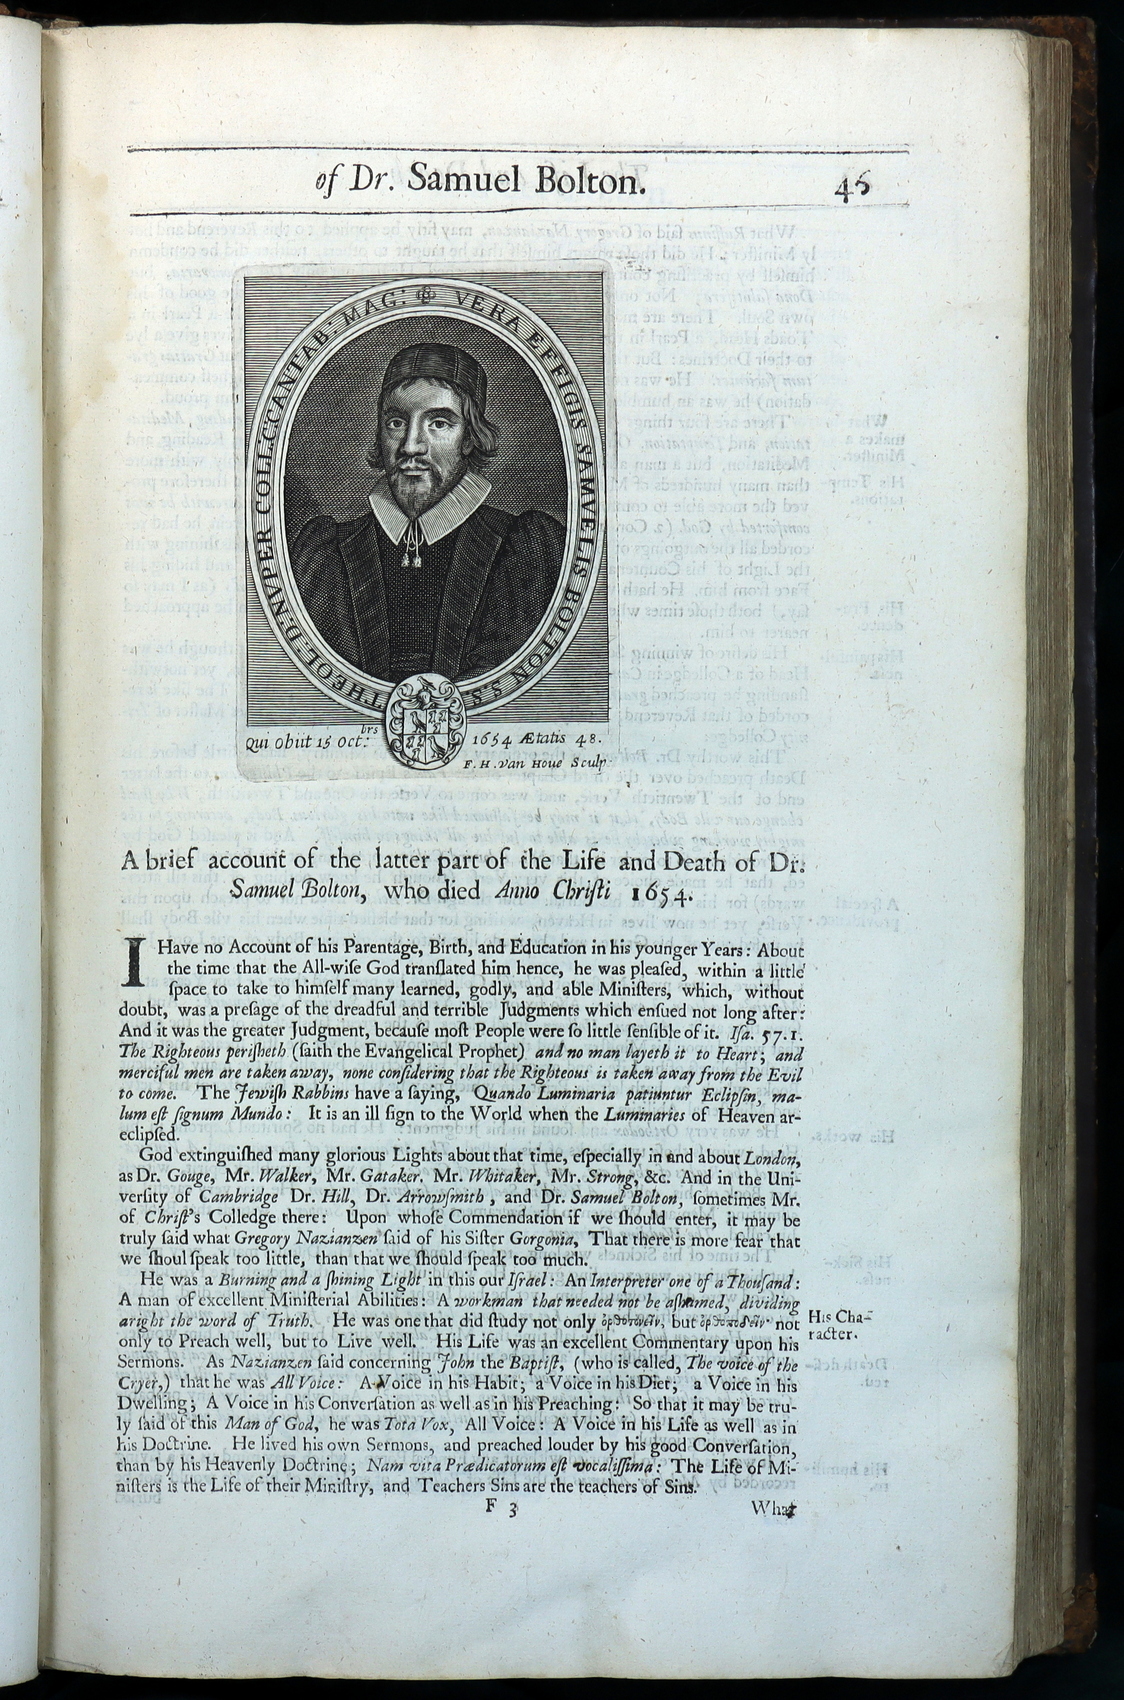 of Dr. Samuel Bolton.
46
VERA EFFIGIS SAMVELIS BOLTON S.S. THEOL: D. NVPER COLL: C: CANTAB: MAG:
Qui obiit 15 Oct:brs 1654 Ætatis 48.
F. H. van Houe Sculp:
A brief account of the latter part of the Life and Death of Dr.
Samuel Bolton, who died Anno Chriſti 1654.
I Have no Account of his Parentage, Birth, and Education in his younger Years: About
the time that the All-wiſe God tranſlated him hence, he was pleaſed, within a little
ſpace to take to himſelf many learned, godly, and able Miniſters, which, without
doubt, was a preſage of the dreadful and terrible Judgments which enſued not long after:
And it was the greater Judgment, becauſe moſt People were ſo little ſenſible of it. Iſa. 57. 1.
The Righteous periſheth (ſaith the Evangelical Prophet) and no man layeth it to Heart; and
merciful men are taken away, none conſidering that the Righteous is taken away from the Evil
to come. The Jewiſh Rabbins have a ſaying, Quando Luminaria patiuntur Eclipſin, ma-
lum eſt ſignum Mundo: It is an ill ſign to the World when the Luminaries of Heaven ar-
eclipſed.
God extinguiſhed many glorious Lights about that time, eſpecially in and about London,
as Dr. Gouge, Mr. Walker, Mr. Gataker, Mr. Whitaker, Mr. Strong, &c. And in the Uni-
verſity of Cambridge Dr. Hill, Dr. Arrowſmith, and Dr. Samuel Bolton, ſometimes Mr.
of Chriſt's Colledge there: Upon whoſe Commendation if we ſhould enter, it may be
truly ſaid what Gregory Nazianzen ſaid of his Siſter Gorgonia, That there is more fear that
we ſhoul ſpeak too little, than that we ſhould ſpeak too much.
He was a Burning and a ſhining Light in this our Iſrael: An Interpreter one of a Thouſand:
A man of excellent Miniſterial Abilities: A workman that needed not be aſhamed, dividing
aright the word of Truth. He was one that did ſtudy not only ὀρθοτομεῖν, but ὀρθοποδεῖν· not
only to Preach well, but to Live well. His Life was an excellent Commentary upon his
Sermons. As Nazianzen ſaid concerning John the Baptiſt, (who is called, The voice of the
Cryer,) that he was All Voice: A Voice in his Habit; a Voice in his Diet; a Voice in his
Dwelling; A Voice in his Converſation as well as in his Preaching: So that it may be tru-
ly ſaid of this Man of God, he was Tota Vox, All Voice: A Voice in his Life as well as in
his Doctrine. He lived his own Sermons, and preached louder by his good Converſation,
than by his Heavenly Doctrine; Nam vita Prædicatorum eſt vocaliſſima: The Life of Mi-
niſters is the Life of their Miniſtry, and Teachers Sins are the teachers of Sins.
His Cha-
racter.
F 3
What